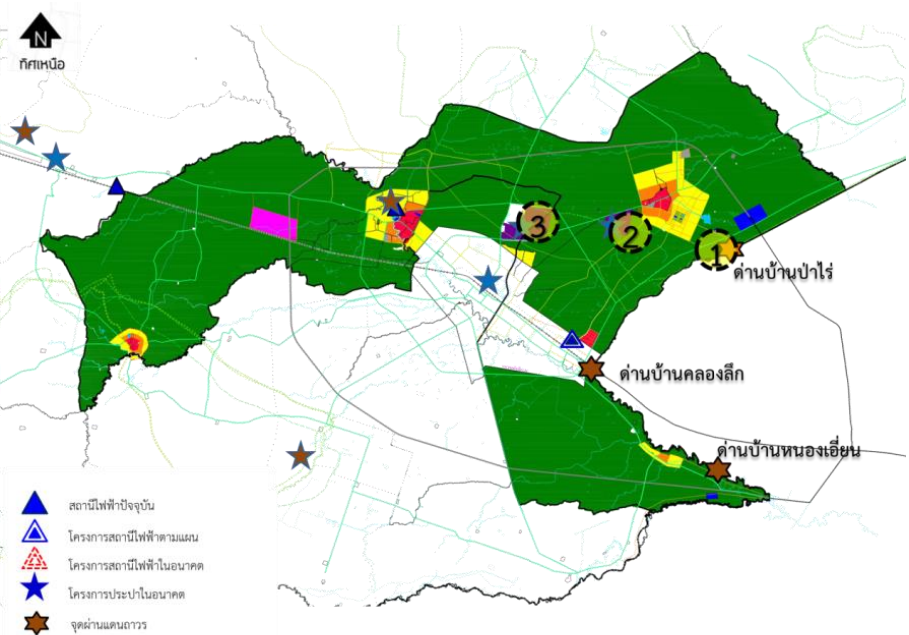 N
ทิศเหนือ
3
2
1
ด่านบ้านป่าไร่
ด่านบ้านคลองลึก
ด่านบ้านหนองเอี่ยน
สถานีไฟฟ้าปัจจุบัน
โครงการสถานีไฟฟ้าตามแผน
โครงการสถานีไฟฟ้าในอนาคต
โครงการประปาในอนาคต
จุดผ่านแดนถาวร